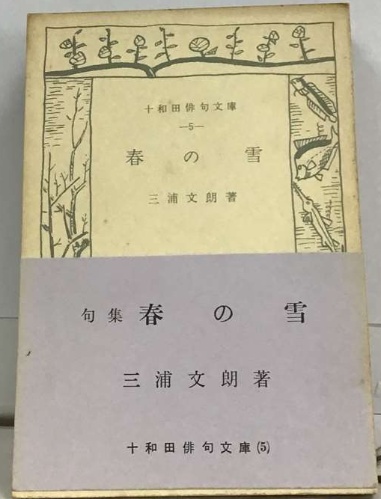 十和田俳句文庫
—5—
春の雪
三浦文朗著
句集 春の雪
三浦文朗著
十和田俳句文庫(5)